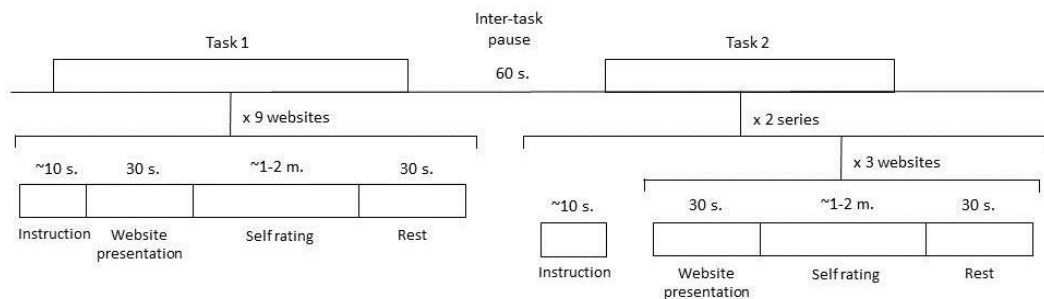 Inter-task
pause
Task 1
Task 2
60 s.
x 9 websites
x 2 series
x 3 websites
~10 s.
30 s.
~1-2 m.
30 s.
Instruction
Website
presentation
Self rating
Rest
~10 s.
30 s.
~1-2 m.
30 s.
Instruction
Website
presentation
Self rating
Rest